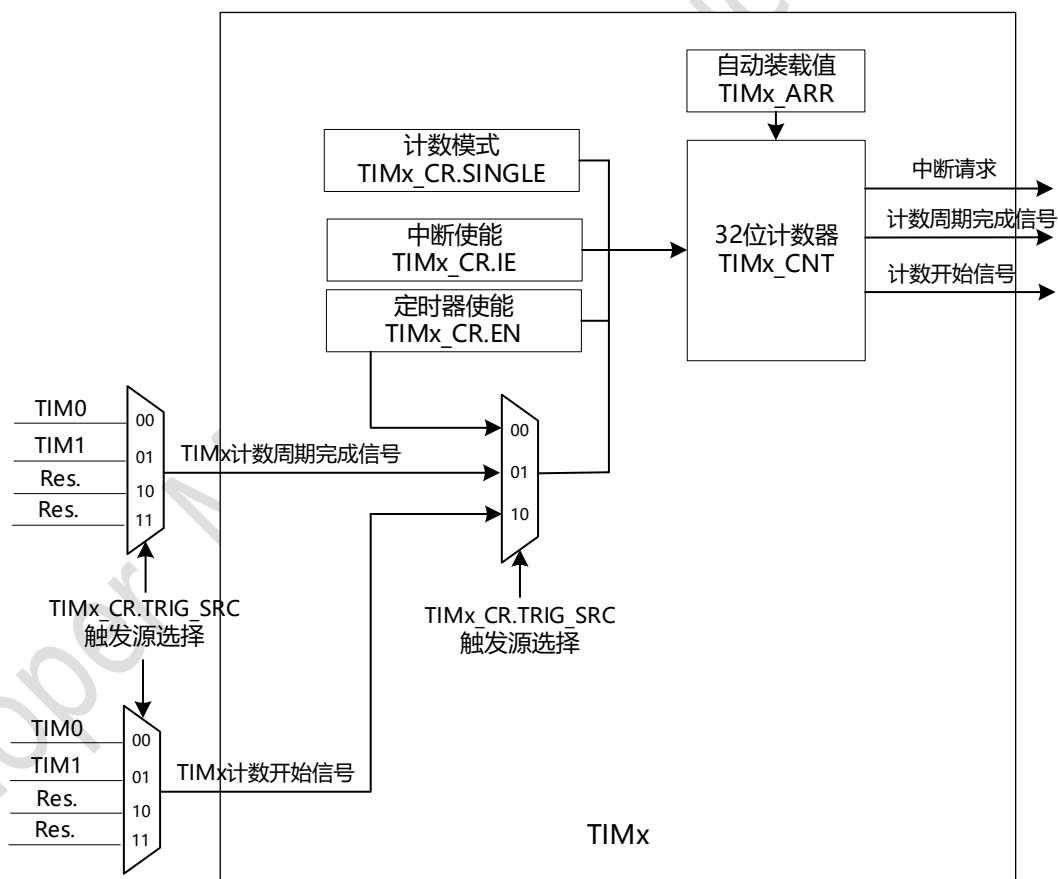 自动装载值
TIMx_ARR
计数模式
TIMx_CR.SINGLE
中断请求
中断使能
TIMx_CR.IE
32位计数器
TIMx_CNT
计数周期完成信号
计数开始信号
定时器使能
TIMx_CR.EN
TIM0
00
TIM1
01
Res.
10
Res.
11
TIMx计数周期完成信号
00
01
10
TIMx_CR.TRIG_SRC
触发源选择
TIMx_CR.TRIG_SRC
触发源选择
TIM0
00
TIM1
01
Res.
10
Res.
11
TIMx计数开始信号
TIMx